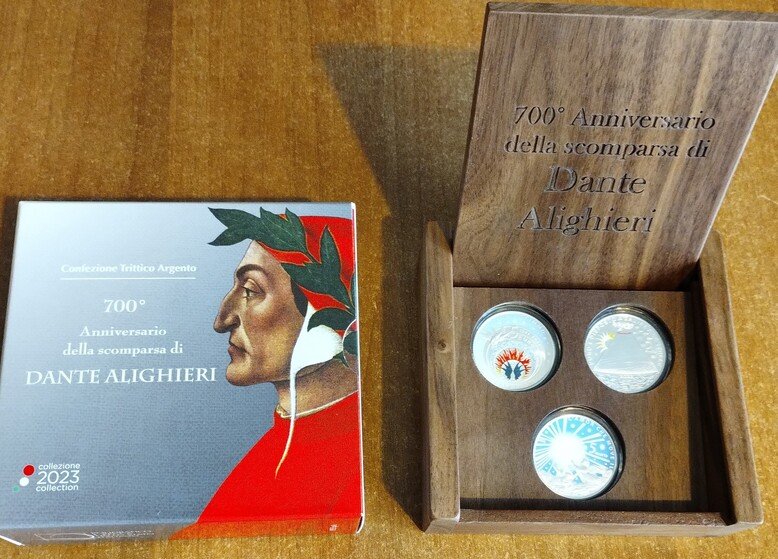 Confezione Trittico Argento
700°
Anniversario
della scomparsa di
DANTE ALIGHIERI
collezione
2023
collection
700° Anniversario
della scomparsa di
Dante
Alighieri